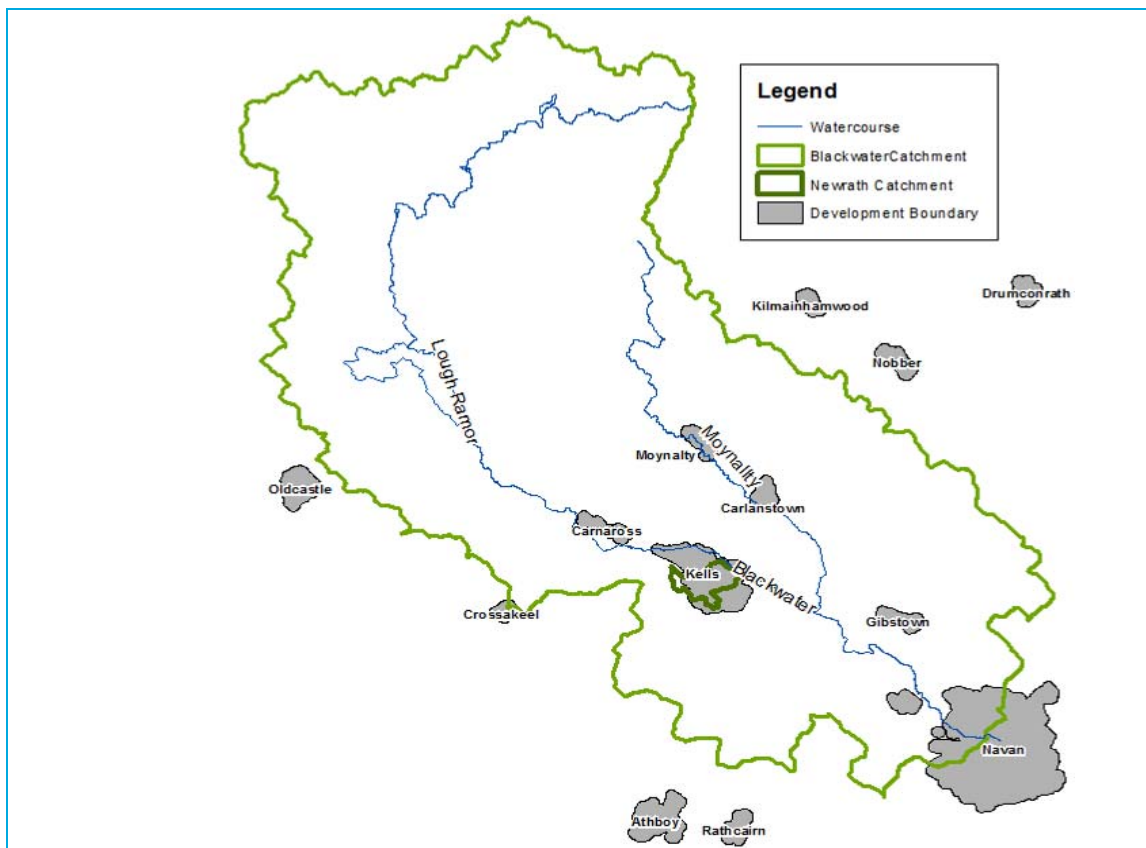 Legend
Watercourse
BlackwaterCatchment
Newrath Catchment
Development Boundary
Drumconrath
Kilmainhamwood
Nobber
Lough-Ramor
Moynalty
Moynallty
Oldcastle
Carlanstown
Carnaross
Kells
Blackwater
Crossakeel
Gibstown
Navan
Athboy
Rathcairn